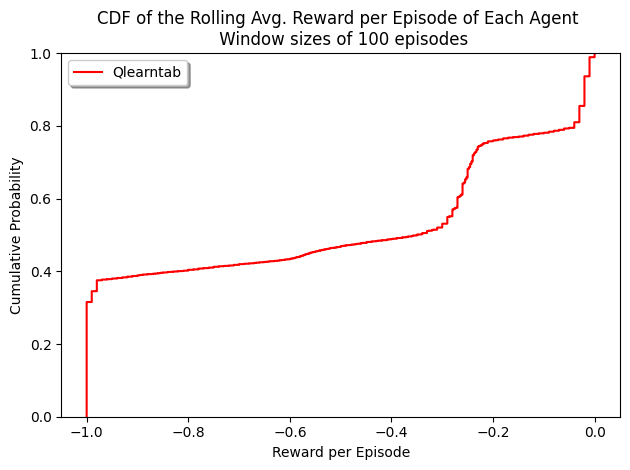 CDF of the Rolling Avg. Reward per Episode of Each Agent
Window sizes of 100 episodes
Qlearntab
1.0
0.8
0.6
0.4
0.2
0.0
Cumulative Probability
−1.0 −0.8 −0.6 −0.4 −0.2 0.0
Reward per Episode